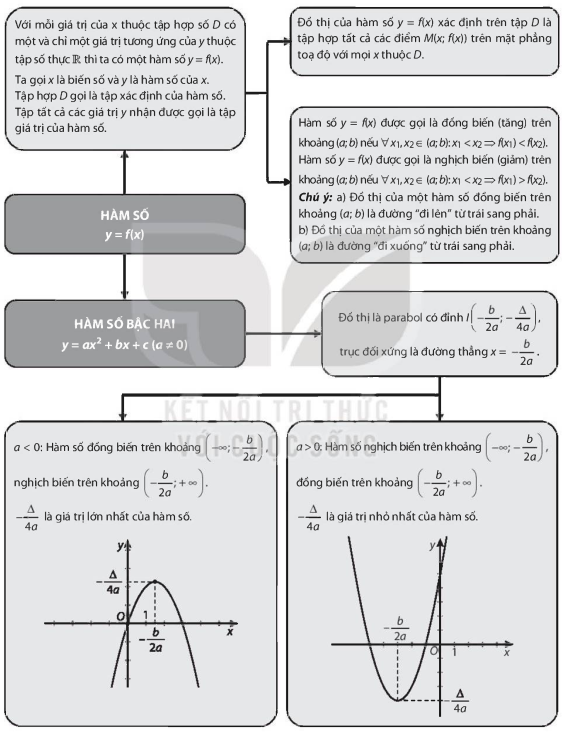 Với mỗi giá trị của x thuộc tập hợp số D có
một và chỉ một giá trị tương ứng của y thuộc
tập số thực ℝ thì ta có một hàm số y = f(x).
Ta gọi x là biến số và y là hàm số của x.
Tập hợp D gọi là tập xác định của hàm số.
Tập tất cả các giá trị y nhận được gọi là tập
giá trị của hàm số.
Đồ thị của hàm số y = f(x) xác định trên tập D là
tập hợp tất cả các điểm M(x; f(x)) trên mặt phẳng
toạ độ với mọi x thuộc D.
Hàm số y = f(x) được gọi là đồng biến (tăng) trên
khoảng (a; b) nếu ∀x₁, x₂ ∈ (a; b): x₁ < x₂ ⇒ f(x₁) < f(x₂).
Hàm số y = f(x) được gọi là nghịch biến (giảm) trên
khoảng (a; b) nếu ∀x₁, x₂ ∈ (a; b): x₁ < x₂ ⇒ f(x₁) > f(x₂).
Chú ý: a) Đồ thị của một hàm số đồng biến trên
khoảng (a; b) là đường "đi lên" từ trái sang phải.
b) Đồ thị của một hàm số nghịch biến trên khoảng
(a; b) là đường "đi xuống" từ trái sang phải.
HÀM SỐ
y = f(x)
HÀM SỐ BẬC HAI
y = ax² + bx + c (a ≠ 0)
Đồ thị là parabol có đỉnh I(-b/2a; -Δ/4a),
trục đối xứng là đường thẳng x = -b/2a.
KẾT NỐI TRI THỨC
VỚI CUỘC SỐNG
a < 0: Hàm số đồng biến trên khoảng (-∞; -b/2a),
nghịch biến trên khoảng (-b/2a; +∞).
-Δ/4a là giá trị lớn nhất của hàm số.
y
-Δ/4a
O
1
-b/2a
x
a > 0: Hàm số nghịch biến trên khoảng (-∞; -b/2a),
đồng biến trên khoảng (-b/2a; +∞).
-Δ/4a là giá trị nhỏ nhất của hàm số.
y
-b/2a
O
1
x
-Δ/4a